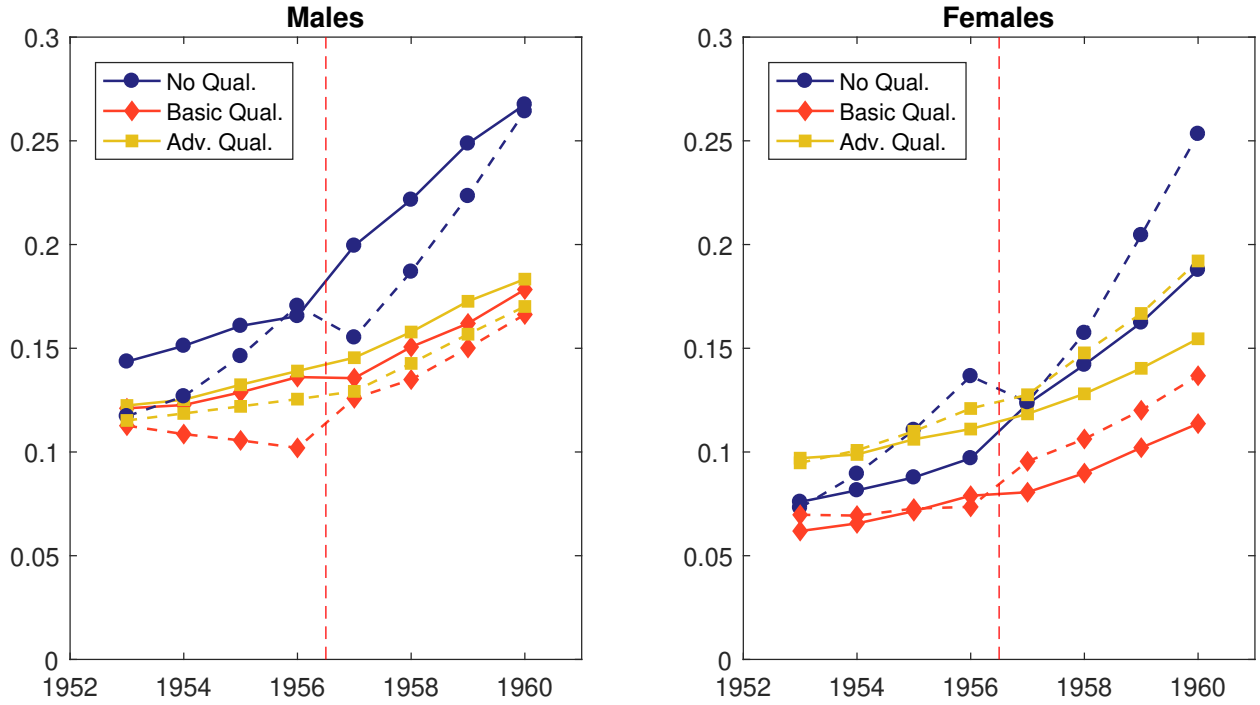 Males
0.3
0.25
0.2
0.15
0.1
0.05
0
1952 1954 1956 1958 1960
No Qual.
Basic Qual.
Adv. Qual.
Females
0.3
0.25
0.2
0.15
0.1
0.05
0
1952 1954 1956 1958 1960
No Qual.
Basic Qual.
Adv. Qual.